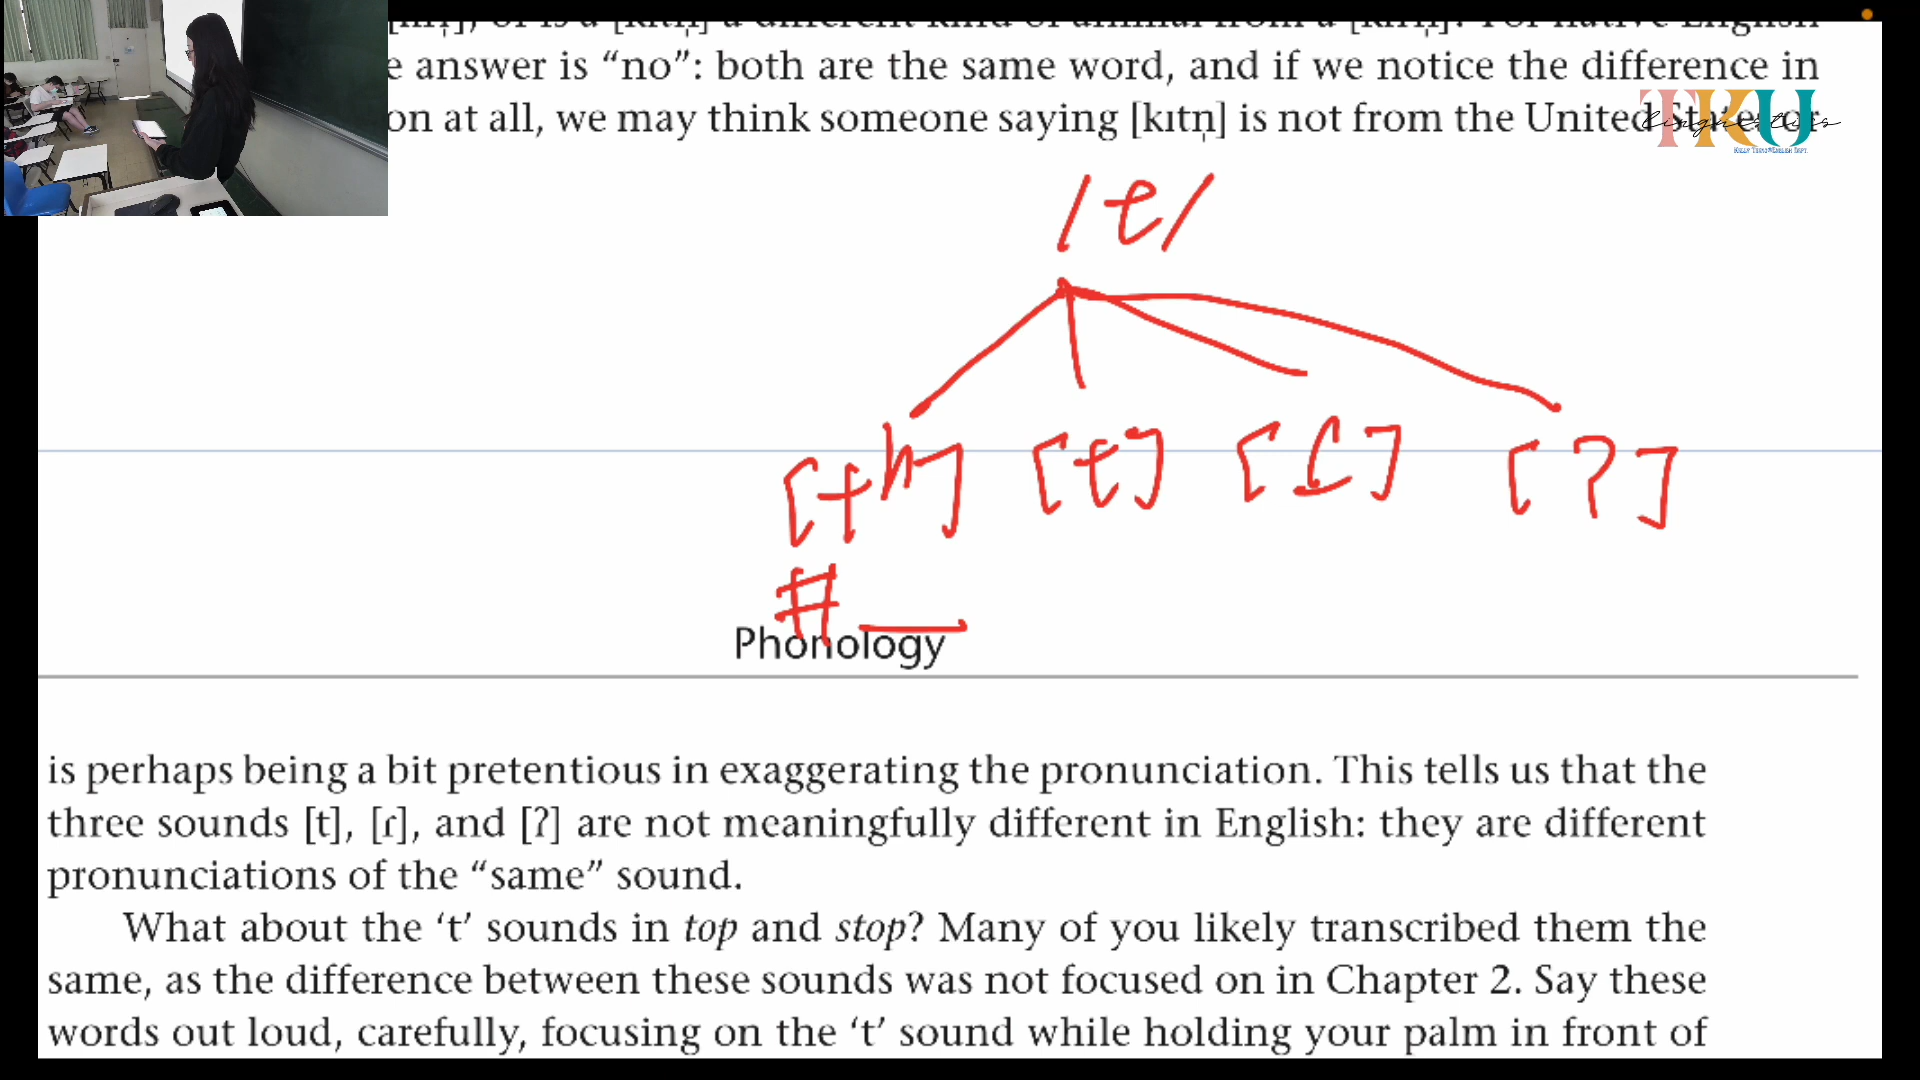 answer is “no”: both are the same word, and if we notice the difference in
on at all, we may think someone saying [kɪtn̩] is not from the United States or
TKU
linguistics
/t/
[tʰ] [t] [ɾ] [ʔ]
# __
Phonology
is perhaps being a bit pretentious in exaggerating the pronunciation. This tells us that the
three sounds [t], [ɾ], and [ʔ] are not meaningfully different in English: they are different
pronunciations of the “same” sound.
What about the ‘t’ sounds in top and stop? Many of you likely transcribed them the
same, as the difference between these sounds was not focused on in Chapter 2. Say these
words out loud, carefully, focusing on the ‘t’ sound while holding your palm in front of